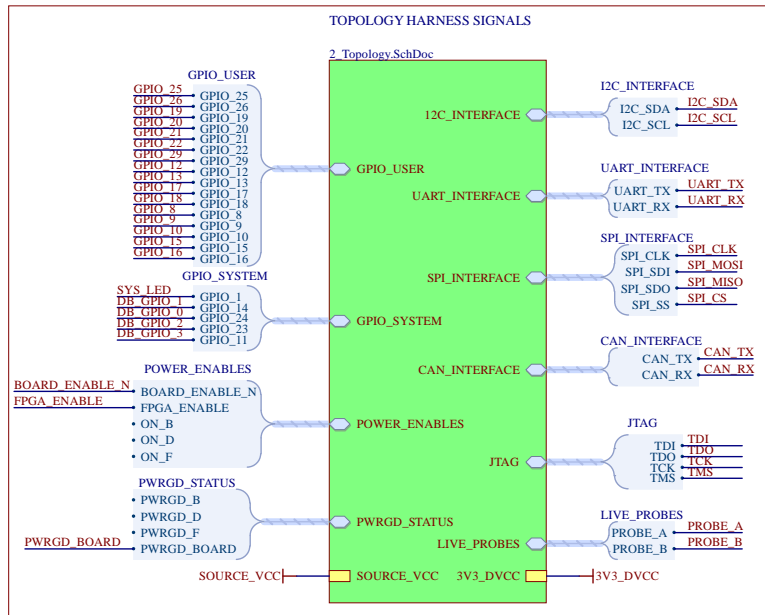 TOPOLOGY HARNESS SIGNALS
2_Topology.SchDoc
GPIO_USER
GPIO_25 GPIO_25
GPIO_26 GPIO_26
GPIO_19 GPIO_19
GPIO_20 GPIO_20
GPIO_21 GPIO_21
GPIO_22 GPIO_22
GPIO_29 GPIO_29
GPIO_12 GPIO_12
GPIO_13 GPIO_13
GPIO_17 GPIO_17
GPIO_18 GPIO_18
GPIO_8 GPIO_8
GPIO_9 GPIO_9
GPIO_10 GPIO_10
GPIO_15 GPIO_15
GPIO_16 GPIO_16
GPIO_USER
GPIO_SYSTEM
SYS_LED GPIO_1
DB_GPIO_1 GPIO_14
DB_GPIO_0 GPIO_24
DB_GPIO_2 GPIO_23
DB_GPIO_3 GPIO_11
GPIO_SYSTEM
POWER_ENABLES
BOARD_ENABLE_N BOARD_ENABLE_N
FPGA_ENABLE FPGA_ENABLE
ON_B
ON_D
ON_F
POWER_ENABLES
PWRGD_STATUS
PWRGD_B
PWRGD_D
PWRGD_F
PWRGD_BOARD PWRGD_BOARD
PWRGD_STATUS
SOURCE_VCC SOURCE_VCC
I2C_INTERFACE
12C_INTERFACE
I2C_SDA I2C_SDA
I2C_SCL I2C_SCL
UART_INTERFACE
UART_INTERFACE
UART_TX UART_TX
UART_RX UART_RX
SPI_INTERFACE
SPI_INTERFACE
SPI_CLK SPI_CLK
SPI_SDI SPI_MOSI
SPI_SDO SPI_MISO
SPI_SS SPI_CS
CAN_INTERFACE
CAN_INTERFACE
CAN_TX CAN_TX
CAN_RX CAN_RX
JTAG
JTAG
TDI TDI
TDO TDO
TCK TCK
TMS TMS
LIVE_PROBES
LIVE_PROBES
PROBE_A PROBE_A
PROBE_B PROBE_B
3V3_DVCC 3V3_DVCC